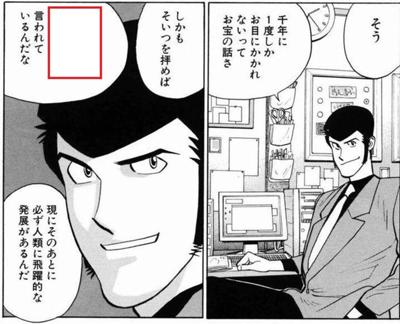 そう
千年に
1度しか
お目にかかれ
ないって
お宝の話さ
しかも
そいつを拝めば
言われて
いるんだな
現にそのあとに
必ず人類に飛躍的な
発展があるんだ